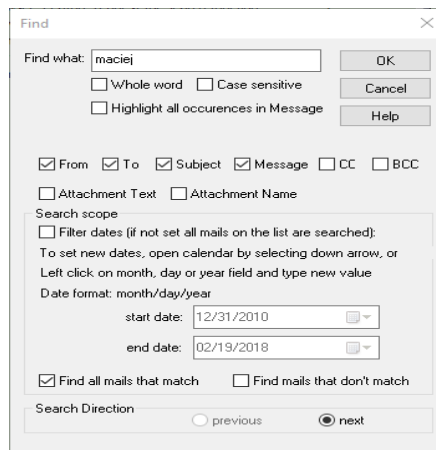 Find
Find what: maciej OK
Whole word Case sensitive Cancel
Highlight all occurences in Message Help
From To Subject Message CC BCC
Attachment Text Attachment Name
Search scope
Filter dates (if not set all mails on the list are searched):
To set new dates, open calendar by selecting down arrow, or
Left click on month, day or year field and type new value
Date format: month/day/year
start date: 12/31/2010
end date: 02/19/2018
Find all mails that match Find mails that don't match
Search Direction
previous next